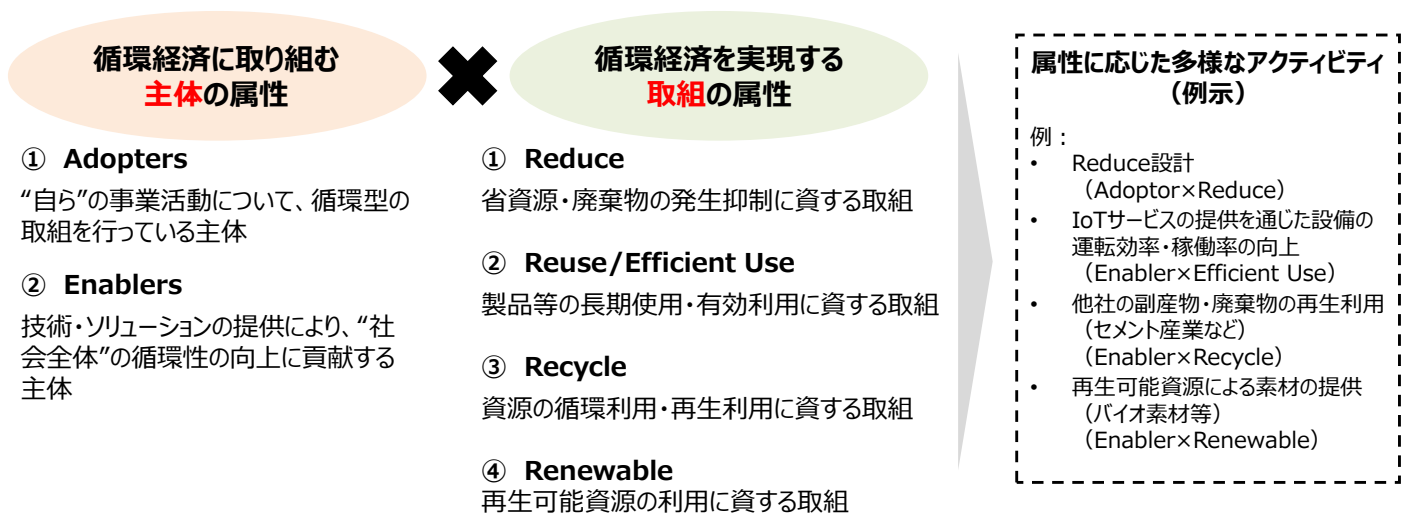 循環経済に取り組む
主体の属性
① Adopters
“自ら”の事業活動について、循環型の
取組を行っている主体
② Enablers
技術・ソリューションの提供により、“社
会全体”の循環性の向上に貢献する
主体
循環経済を実現する
取組の属性
① Reduce
省資源・廃棄物の発生抑制に資する取組
② Reuse/Efficient Use
製品等の長期使用・有効利用に資する取組
③ Recycle
資源の循環利用・再生利用に資する取組
④ Renewable
再生可能資源の利用に資する取組
属性に応じた多様なアクティビティ
（例示）
例：
• Reduce設計
（Adoptor×Reduce）
• IoTサービスの提供を通じた設備の
運転効率・稼働率の向上
（Enabler×Efficient Use）
• 他社の副産物・廃棄物の再生利用
（セメント産業など）
（Enabler×Recycle）
• 再生可能資源による素材の提供
（バイオ素材等）
（Enabler×Renewable）